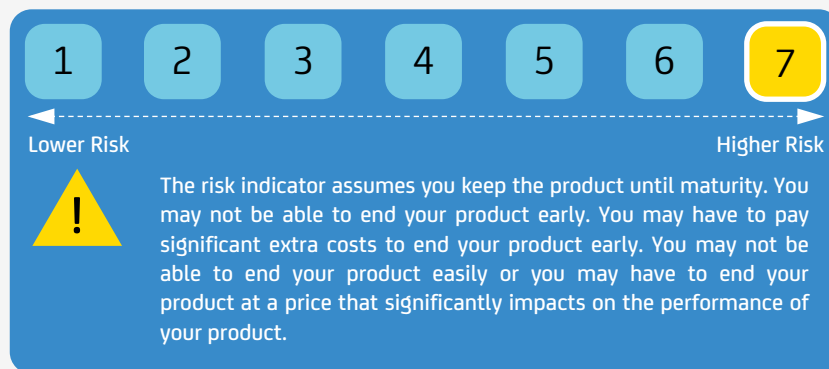 1 2 3 4 5 6 7
Lower Risk Higher Risk
!
The risk indicator assumes you keep the product until maturity. You
may not be able to end your product early. You may have to pay
significant extra costs to end your product early. You may not be
able to end your product easily or you may have to end your
product at a price that significantly impacts on the performance of
your product.